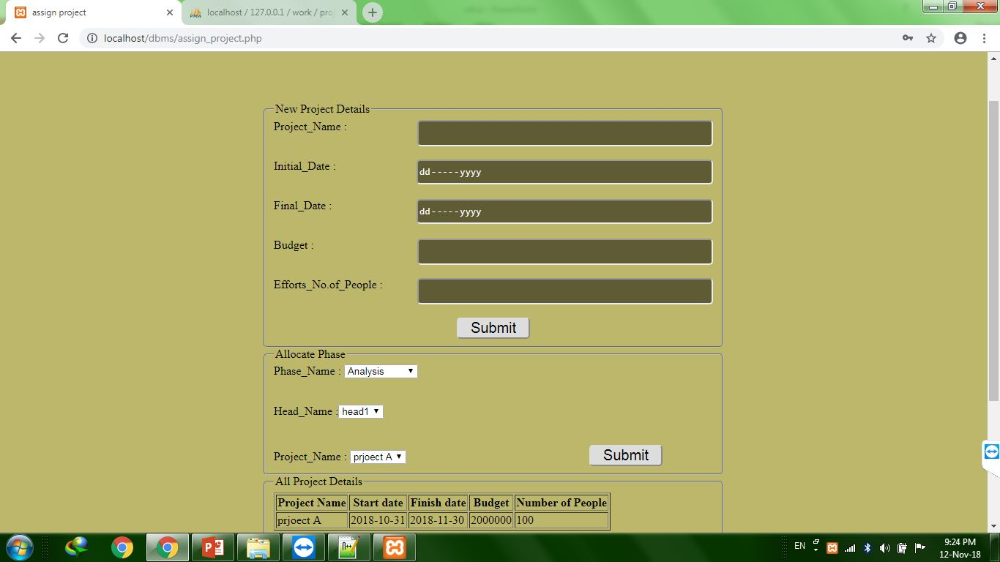 assign project
localhost / 127.0.0.1 / work / pro
localhost/dbms/assign_project.php
New Project Details
Project_Name :
Initial_Date :
dd-----yyyy
Final_Date :
dd-----yyyy
Budget :
Efforts_No.of_People :
Submit
Allocate Phase
Phase_Name : Analysis
Head_Name : head1
Project_Name : prjoect A
Submit
All Project Details
Project Name Start date Finish date Budget Number of People
prjoect A 2018-10-31 2018-11-30 2000000 100
EN
9:24 PM
12-Nov-18